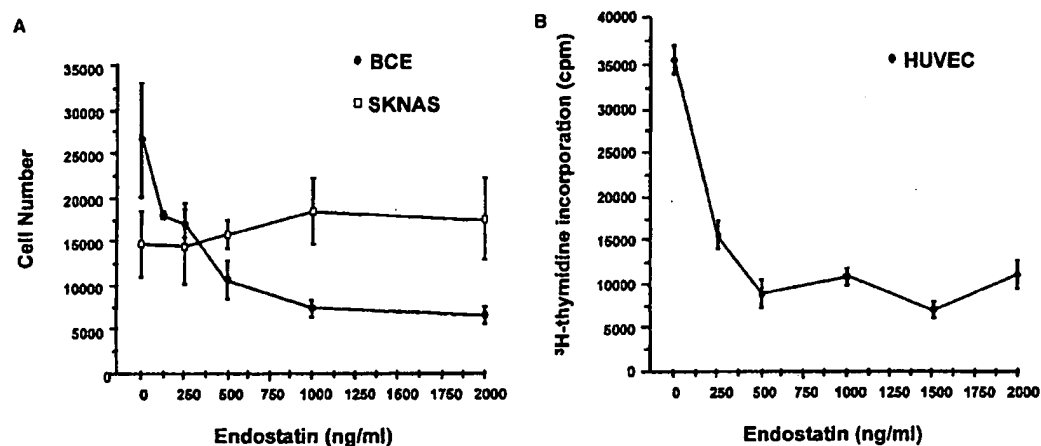 A
BCE
SKNAS
35000
30000
25000
20000
15000
10000
5000
0
Cell Number
0 250 500 750 1000 1250 1500 1750 2000
Endostatin (ng/ml)
B
HUVEC
40000
35000
30000
25000
20000
15000
10000
5000
0
³H-thymidine incorporation (cpm)
0 250 500 750 1000 1250 1500 1750 2000
Endostatin (ng/ml)